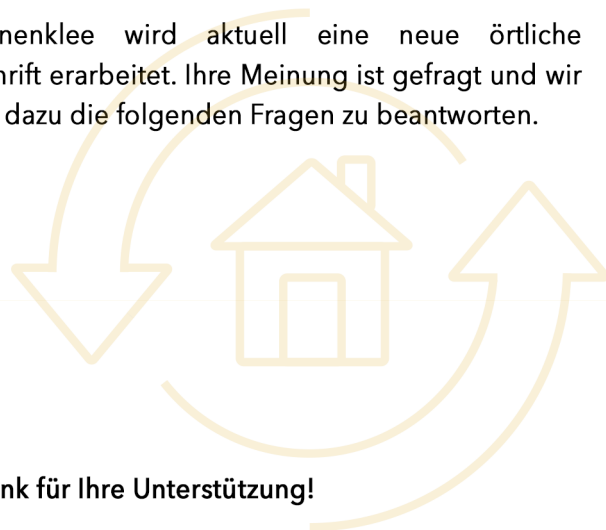 nenklee wird aktuell eine neue örtliche
rift erarbeitet. Ihre Meinung ist gefragt und wir
dazu die folgenden Fragen zu beantworten.
nk für Ihre Unterstützung!